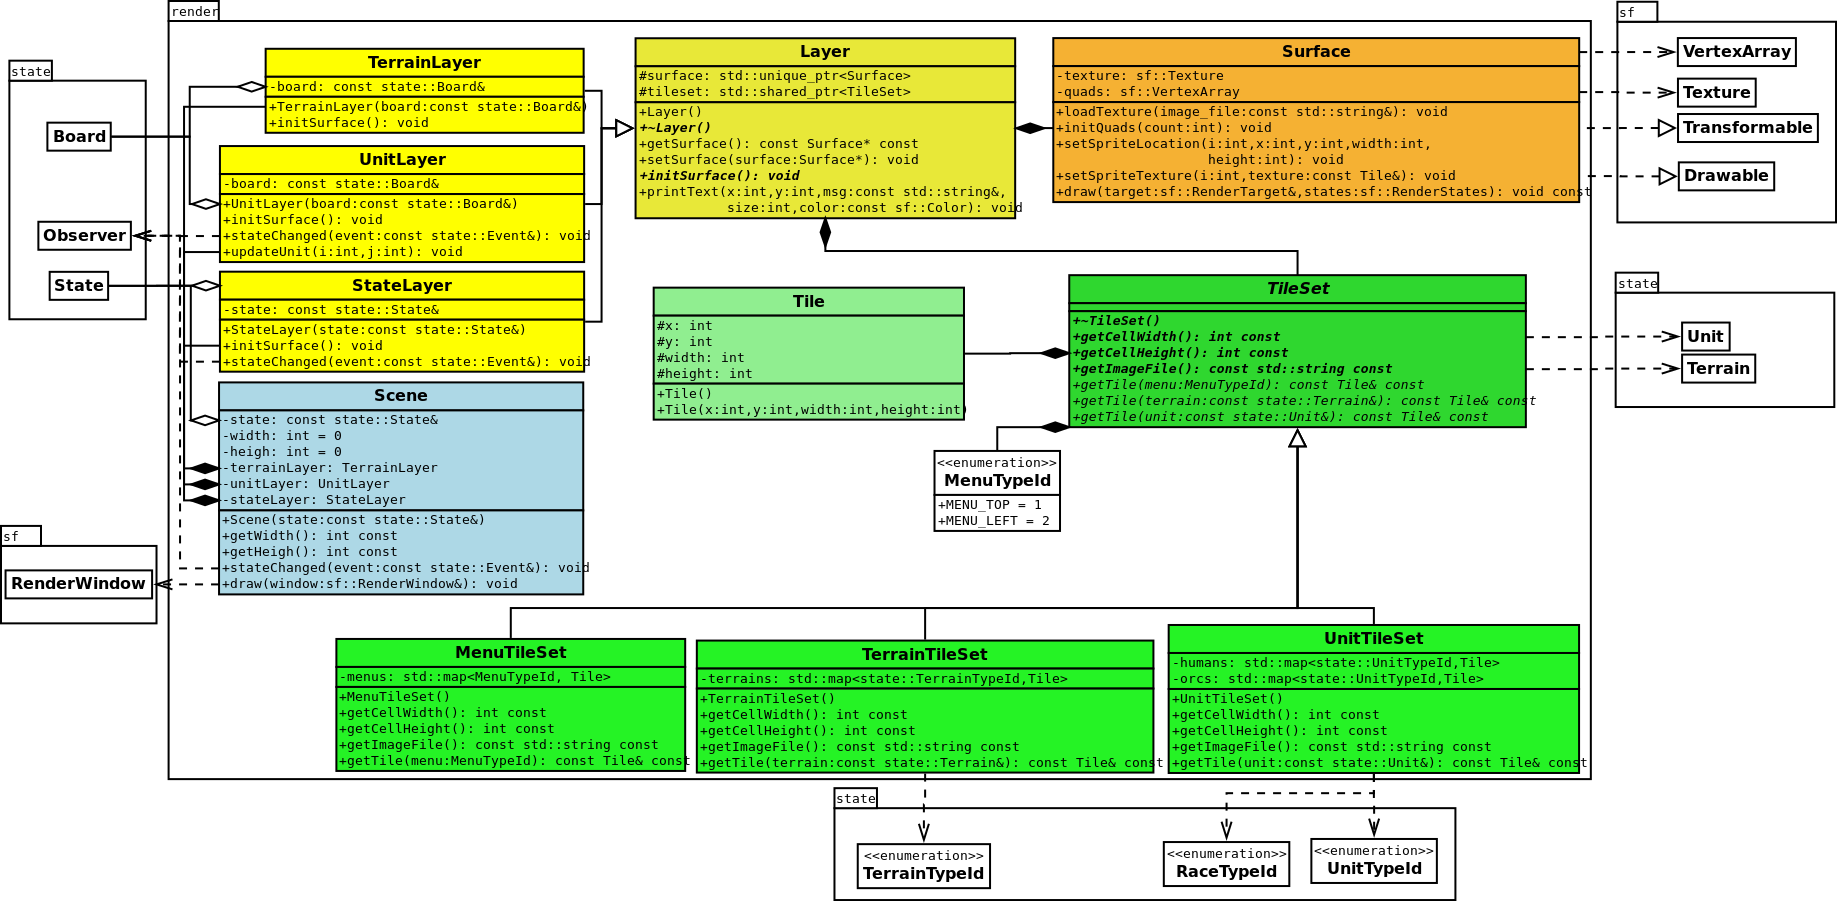 render
state
Board
Observer
State
sf
RenderWindow
TerrainLayer
-board: const state::Board&
+TerrainLayer(board:const state::Board&)
+initSurface(): void
UnitLayer
-board: const state::Board&
+UnitLayer(board:const state::Board&)
+initSurface(): void
+stateChanged(event:const state::Event&): void
+updateUnit(i:int,j:int): void
StateLayer
-state: const state::State&
+StateLayer(state:const state::State&)
+initSurface(): void
+stateChanged(event:const state::Event&): void
Scene
-state: const state::State&
-width: int = 0
-heigh: int = 0
-terrainLayer: TerrainLayer
-unitLayer: UnitLayer
-stateLayer: StateLayer
+Scene(state:const state::State&)
+getWidth(): int const
+getHeigh(): int const
+stateChanged(event:const state::Event&): void
+draw(window:sf::RenderWindow&): void
Layer
#surface: std::unique_ptr<Surface>
#tileset: std::shared_ptr<TileSet>
+Layer()
+~Layer()
+getSurface(): const Surface* const
+setSurface(surface:Surface*): void
+initSurface(): void
+printText(x:int,y:int,msg:const std::string&,
size:int,color:const sf::Color): void
Surface
-texture: sf::Texture
-quads: sf::VertexArray
+loadTexture(image_file:const std::string&): void
+initQuads(count:int): void
+setSpriteLocation(i:int,x:int,y:int,width:int,
height:int): void
+setSpriteTexture(i:int,texture:const Tile&): void
+draw(target:sf::RenderTarget&,states:sf::RenderStates): void const
sf
VertexArray
Texture
Transformable
Drawable
Tile
#x: int
#y: int
#width: int
#height: int
+Tile()
+Tile(x:int,y:int,width:int,height:int)
TileSet
+~TileSet()
+getCellWidth(): int const
+getCellHeight(): int const
+getImageFile(): const std::string const
+getTile(menu:MenuTypeId): const Tile& const
+getTile(terrain:const state::Terrain&): const Tile& const
+getTile(unit:const state::Unit&): const Tile& const
state
Unit
Terrain
<<enumeration>>
MenuTypeId
+MENU_TOP = 1
+MENU_LEFT = 2
MenuTileSet
-menus: std::map<MenuTypeId, Tile>
+MenuTileSet()
+getCellWidth(): int const
+getCellHeight(): int const
+getImageFile(): const std::string const
+getTile(menu:MenuTypeId): const Tile& const
TerrainTileSet
-terrains: std::map<state::TerrainTypeId,Tile>
+TerrainTileSet()
+getCellWidth(): int const
+getCellHeight(): int const
+getImageFile(): const std::string const
+getTile(terrain:const state::Terrain&): const Tile& const
UnitTileSet
-humans: std::map<state::UnitTypeId,Tile>
-orcs: std::map<state::UnitTypeId,Tile>
+UnitTileSet()
+getCellWidth(): int const
+getCellHeight(): int const
+getImageFile(): const std::string const
+getTile(unit:const state::Unit&): const Tile& const
state
<<enumeration>>
TerrainTypeId
<<enumeration>>
RaceTypeId
<<enumeration>>
UnitTypeId